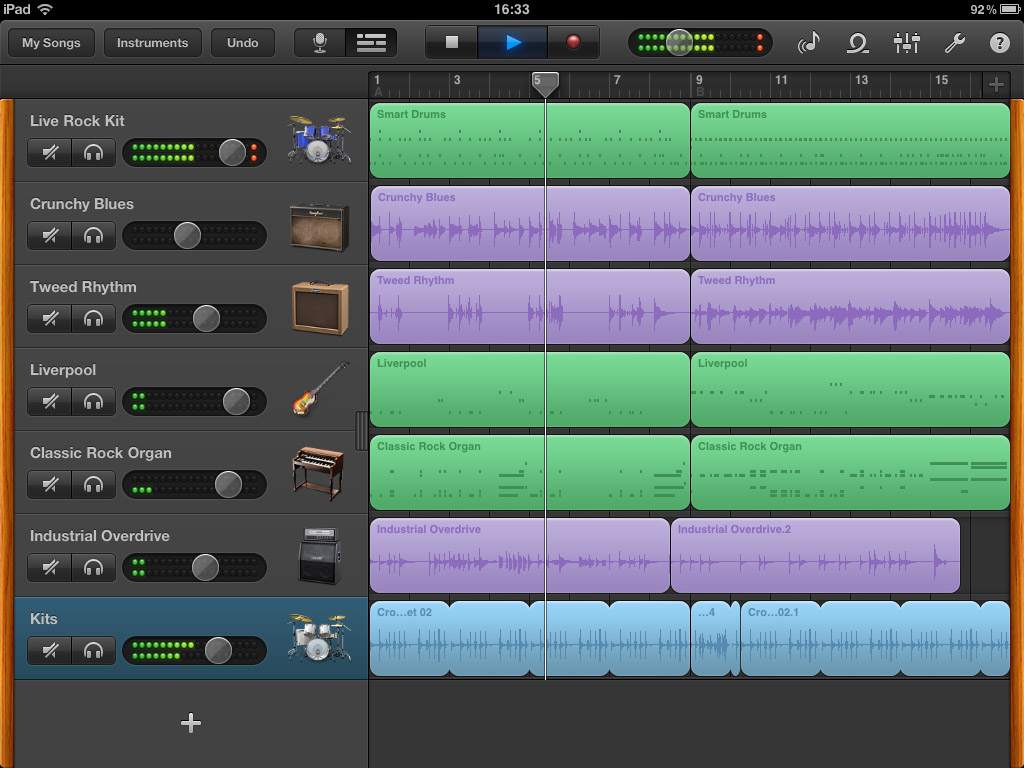 iPad 16:33 92%
My Songs Instruments Undo ?
1 3 5 7 9 11 13 15
A B
Live Rock Kit
Smart Drums Smart Drums
Crunchy Blues
Crunchy Blues Crunchy Blues
Tweed Rhythm
Tweed Rhythm Tweed Rhythm
Liverpool
Liverpool Liverpool
Classic Rock Organ
Classic Rock Organ Classic Rock Organ
Industrial Overdrive
Industrial Overdrive Industrial Overdrive.2
Kits
Cro...et 02 ...4 Cro...02.1